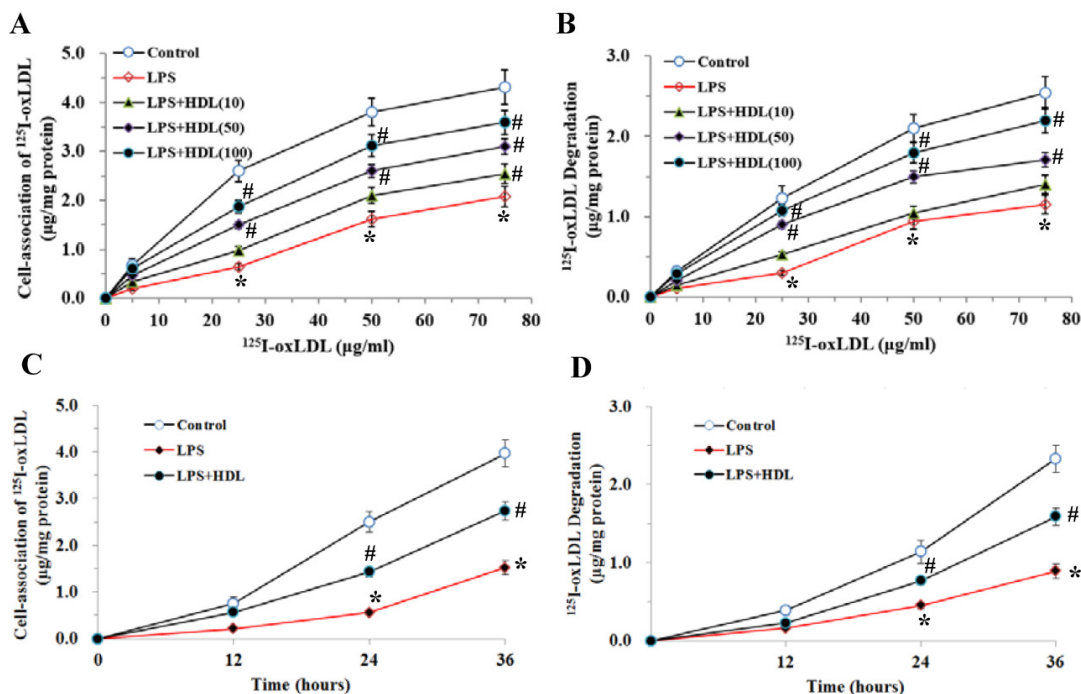 A
Cell-association of ¹²⁵I-oxLDL
(µg/mg protein)
5.0
4.0
3.0
2.0
1.0
0.0
Control
LPS
LPS+HDL(10)
LPS+HDL(50)
LPS+HDL(100)
#
#
#
#
#
#
#
*
*
*
0 10 20 30 40 50 60 70 80
¹²⁵I-oxLDL (µg/ml)
B
¹²⁵I-oxLDL Degradation
(µg/mg protein)
3.0
2.0
1.0
0.0
Control
LPS
LPS+HDL(10)
LPS+HDL(50)
LPS+HDL(100)
#
#
#
#
#
#
*
*
*
0 10 20 30 40 50 60 70 80
¹²⁵I-oxLDL (µg/ml)
C
Cell-association of ¹²⁵I-oxLDL
(µg/mg protein)
5.0
4.0
3.0
2.0
1.0
0.0
Control
LPS
LPS+HDL
#
#
*
*
0 12 24 36
Time (hours)
D
¹²⁵I-oxLDL Degradation
(µg/mg protein)
3.0
2.0
1.0
0.0
Control
LPS
LPS+HDL
#
#
*
*
12 24 36
Time (hours)